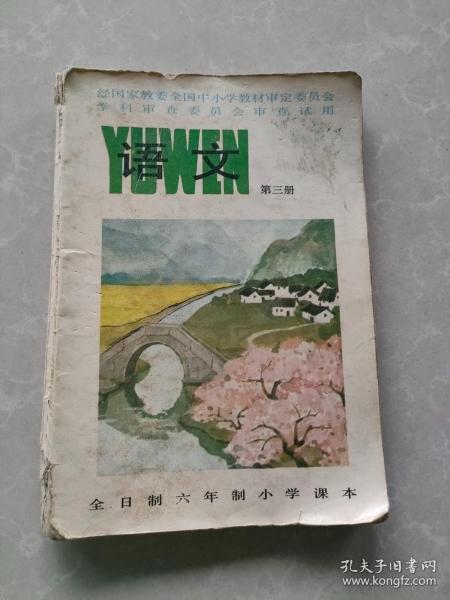 经国家教委全国中小学教材审定委员会
学科审查委员会审查试用
YUWEN
语文
第三册
全日制六年制小学课本
孔夫子旧书网
www.kongfz.com